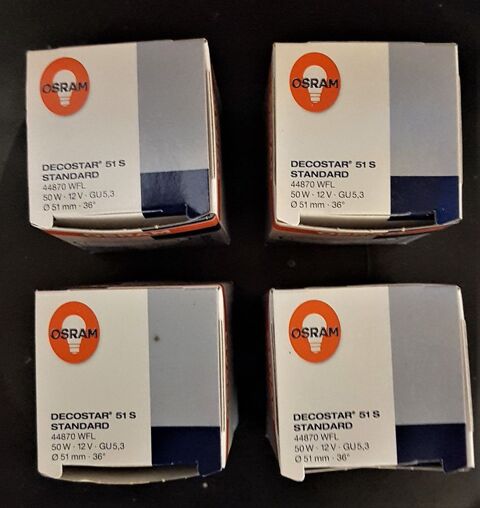 OSRAM
DECOSTAR® 51 S
STANDARD
44870 WFL
50 W · 12 V · GU5,3
Ø 51 mm · 36°
OSRAM
DECOSTAR® 51 S
STANDARD
44870 WFL
50 W · 12 V · GU5,3
Ø 51 mm · 36°
OSRAM
DECOSTAR® 51 S
STANDARD
44870 WFL
50 W · 12 V · GU5,3
Ø 51 mm · 36°
OSRAM
DECOSTAR® 51 S
STANDARD
44870 WFL
50 W · 12 V · GU5,3
Ø 51 mm · 36°